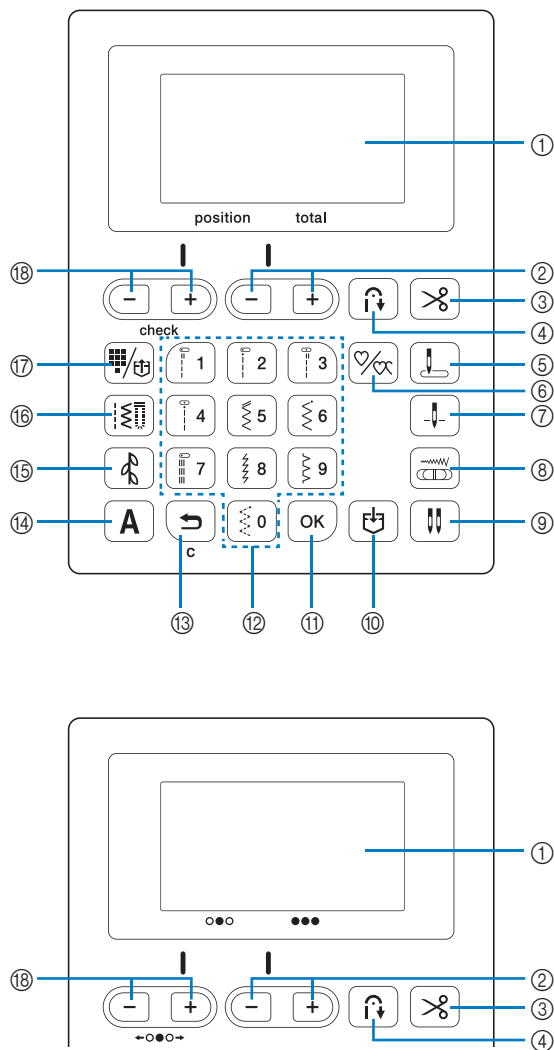 ①
position total
⑱ − + − + ②
③
④
check
⑰ 1 2 3 ⑤
⑥
⑯ 4 5 6 ⑦
⑮ 7 8 9 ⑧
⑭ A 0 OK ⑨
C
⑬ ⑫ ⑪ ⑩
①
⑱ − + − + ②
③
④